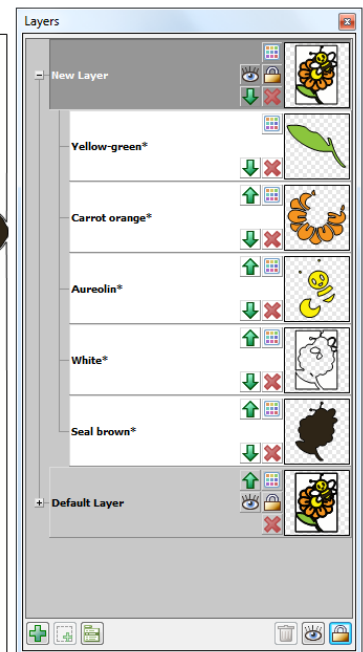 Layers
New Layer
Yellow-green*
Carrot orange*
Aureolin*
White*
Seal brown*
Default Layer